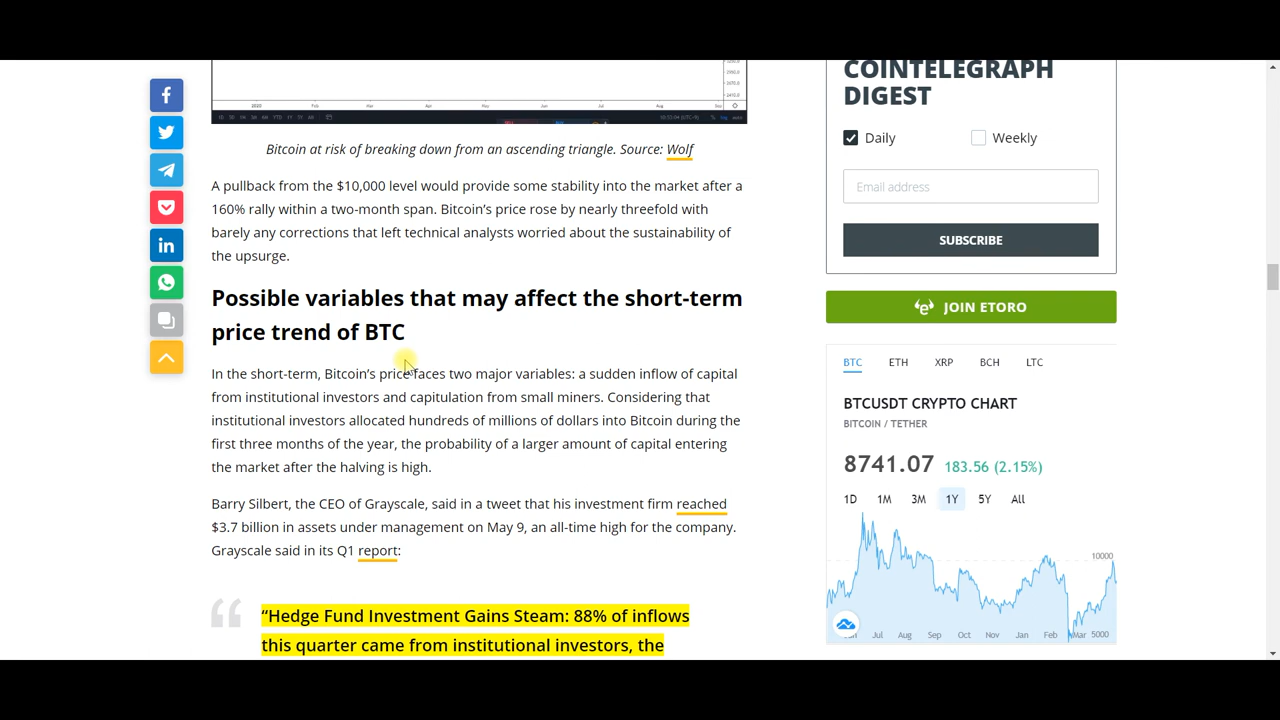 COINTELEGRAPH
DIGEST
Daily
Weekly
Email address
SUBSCRIBE
JOIN ETORO
Bitcoin at risk of breaking down from an ascending triangle. Source: Wolf
A pullback from the $10,000 level would provide some stability into the market after a
160% rally within a two-month span. Bitcoin's price rose by nearly threefold with
barely any corrections that left technical analysts worried about the sustainability of
the upsurge.
Possible variables that may affect the short-term
price trend of BTC
In the short-term, Bitcoin's price faces two major variables: a sudden inflow of capital
from institutional investors and capitulation from small miners. Considering that
institutional investors allocated hundreds of millions of dollars into Bitcoin during the
first three months of the year, the probability of a larger amount of capital entering
the market after the halving is high.
Barry Silbert, the CEO of Grayscale, said in a tweet that his investment firm reached
$3.7 billion in assets under management on May 9, an all-time high for the company.
Grayscale said in its Q1 report:
“Hedge Fund Investment Gains Steam: 88% of inflows
this quarter came from institutional investors, the
BTC ETH XRP BCH LTC
BTCUSDT CRYPTO CHART
BITCOIN / TETHER
8741.07 183.56 (2.15%)
1D 1M 3M 1Y 5Y All
10000
Jul Aug Sep Oct Nov Jan Feb Mar 5000